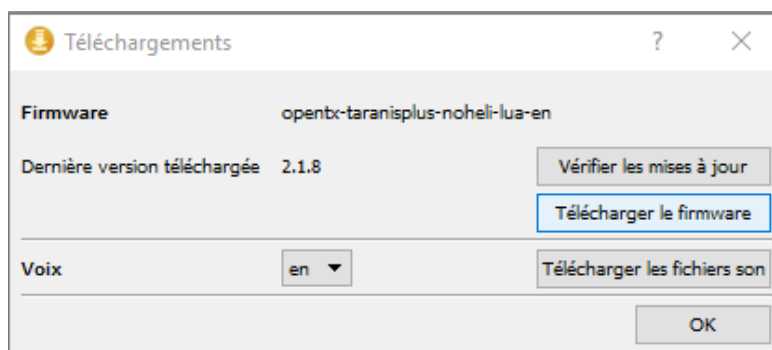 Téléchargements
Firmware opentx-taranisplus-noheli-lua-en
Dernière version téléchargée 2.1.8 Vérifier les mises à jour
Télécharger le firmware
Voix en Télécharger les fichiers son
OK